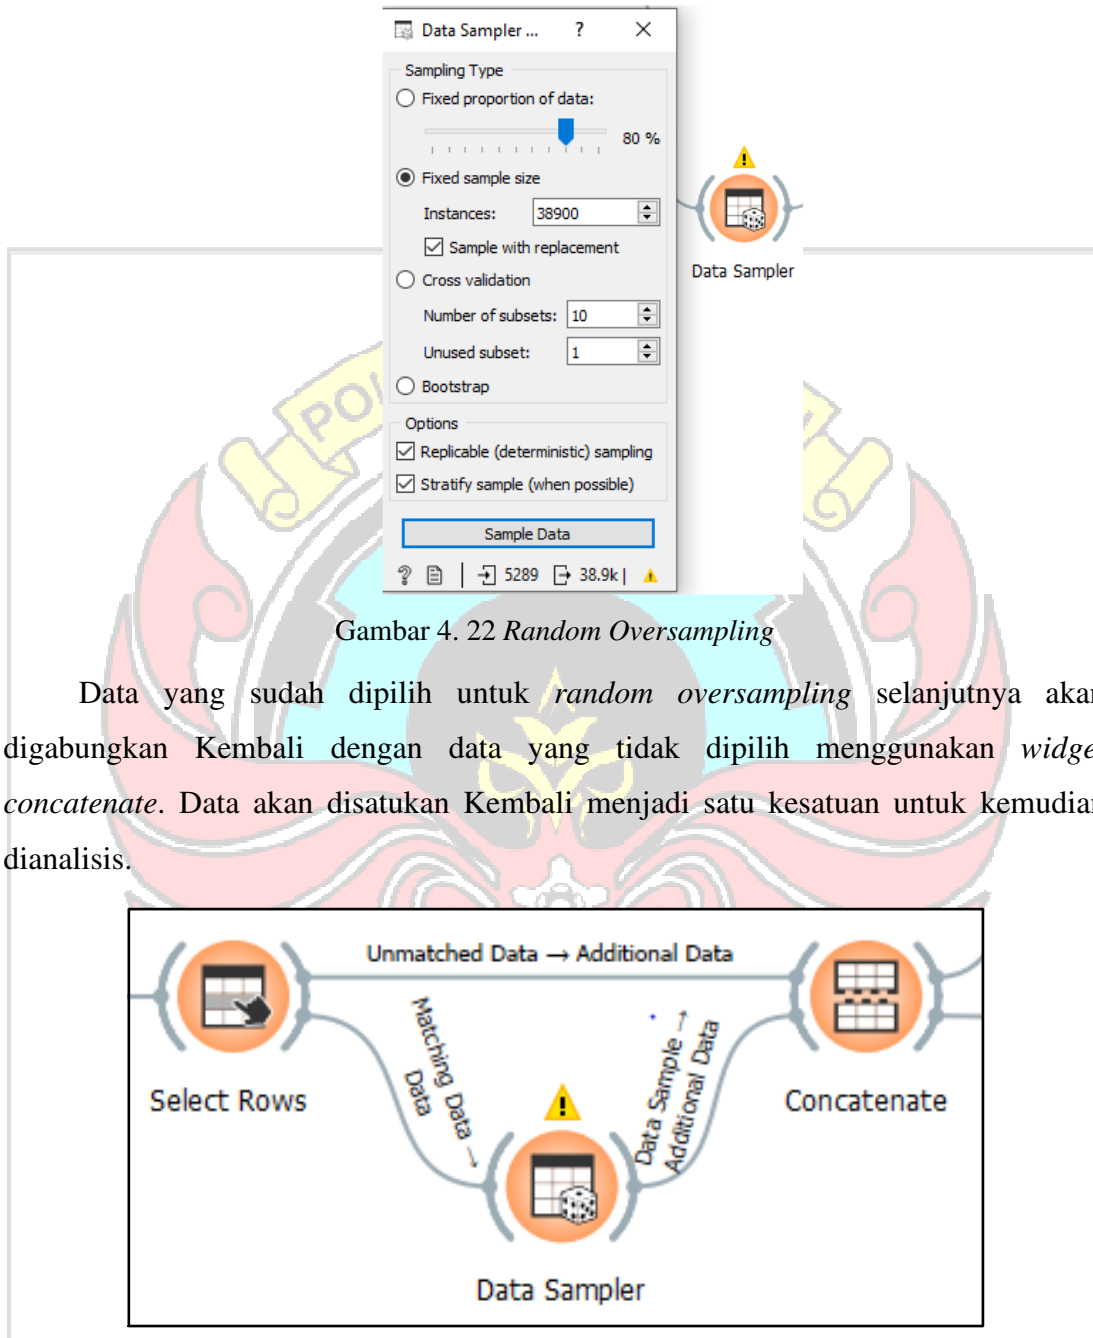 Data Sampler ... ?
Sampling Type
Fixed proportion of data:
80 %
Fixed sample size
Instances: 38900
Sample with replacement
Cross validation
Number of subsets: 10
Unused subset: 1
Bootstrap
Options
Replicable (deterministic) sampling
Stratify sample (when possible)
Sample Data
? 5289 38.9k |
Data Sampler
PO
Gambar 4. 22 Random Oversampling
Data yang sudah dipilih untuk random oversampling selanjutnya akan
digabungkan Kembali dengan data yang tidak dipilih menggunakan widge
concatenate. Data akan disatukan Kembali menjadi satu kesatuan untuk kemudian
dianalisis.
Unmatched Data → Additional Data
Matching Data →
Data
Data Sample →
Additional Data
Select Rows
Concatenate
Data Sampler